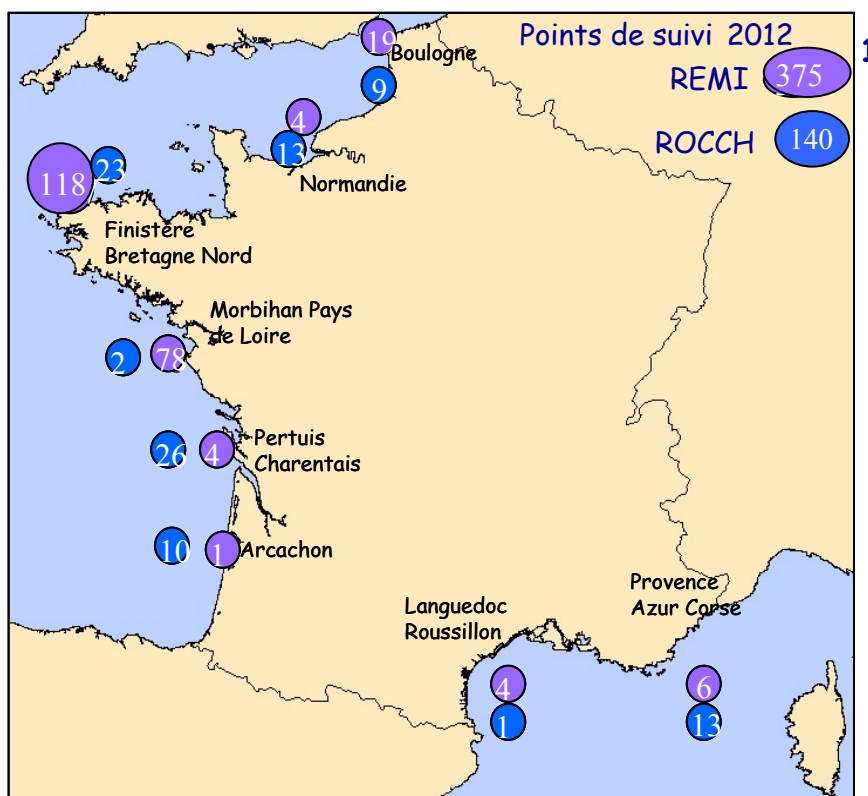 Points de suivi 2012
REMI 375
ROCCH 140
19
Boulogne
9
4
13
Normandie
118
23
Finistère
Bretagne Nord
Morbihan Pays
de Loire
2
78
26
4
Pertuis
Charentais
10
1
Arcachon
Provence
Azur Corse
Languedoc
Roussillon
4
6
1
13